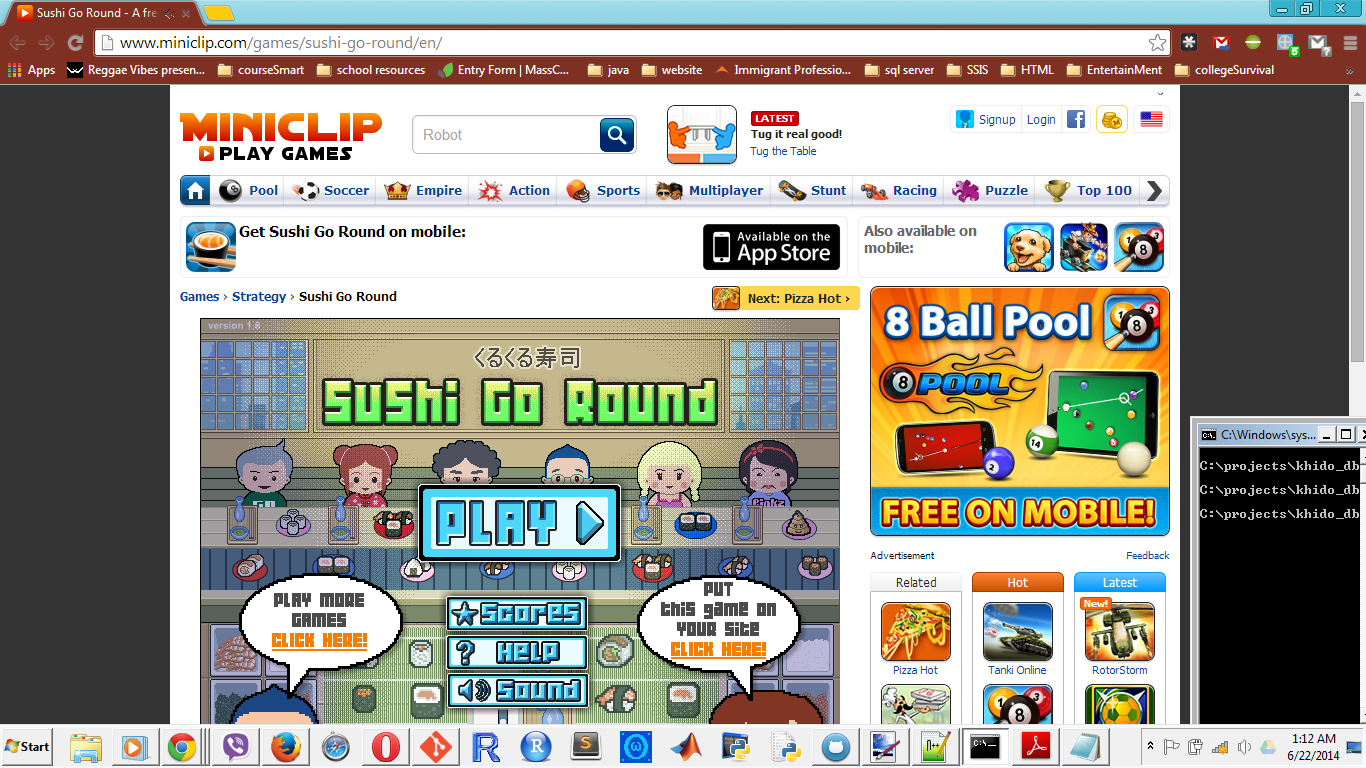 Sushi Go Round - A fre
www.miniclip.com/games/sushi-go-round/en/
5
?
Apps
Reggae Vibes presen...
courseSmart
school resources
Entry Form | MassC...
java
website
Immigrant Professio...
sql server
SSIS
HTML
EntertainMent
collegeSurvival
»
MINICLIP
PLAY GAMES
Robot
LATEST
Tug it real good!
Tug the Table
Signup
Login
Pool
Soccer
Empire
Action
Sports
Multiplayer
Stunt
Racing
Puzzle
Top 100
Get Sushi Go Round on mobile:
Available on the
App Store
Also available on
mobile:
Games › Strategy › Sushi Go Round
Next: Pizza Hot ›
version 1.8
くるくる寿司
Sushi Go Round
PLAY
PLAY MORE
GAMES
CLICK HERE!
PUT
this game on
YOUR SITE
CLICK HERE!
Scores
? Help
Sound
8 Ball Pool
8 POOL
14
2
FREE ON MOBILE!
Advertisement
Feedback
Related
Hot
Latest
New!
Pizza Hot
Tanki Online
RotorStorm
C:\Windows\sys...
C:\projects\khido_db
C:\projects\khido_db
C:\projects\khido_db
Start
1:12 AM
6/22/2014